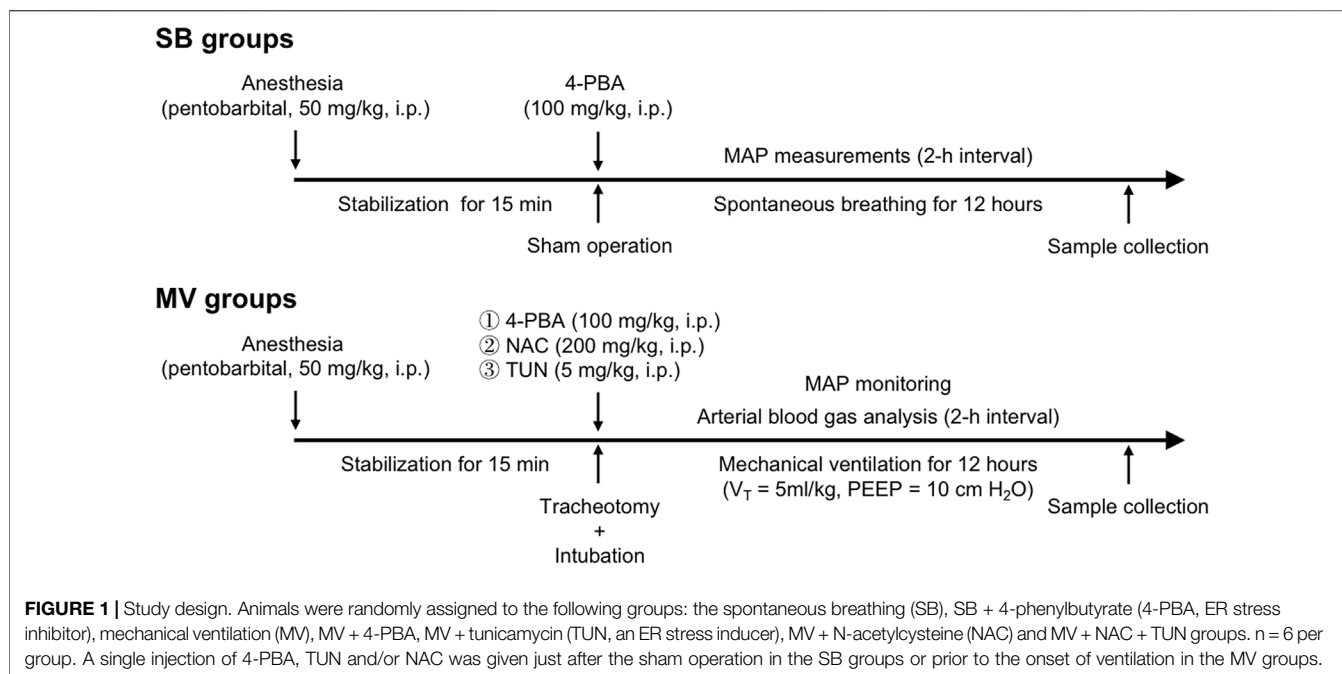 SB groups
Anesthesia
(pentobarbital, 50 mg/kg, i.p.)
4-PBA
(100 mg/kg, i.p.)
MAP measurements (2-h interval)
Stabilization for 15 min
Spontaneous breathing for 12 hours
Sham operation
Sample collection
MV groups
Anesthesia
(pentobarbital, 50 mg/kg, i.p.)
① 4-PBA (100 mg/kg, i.p.)
② NAC (200 mg/kg, i.p.)
③ TUN (5 mg/kg, i.p.)
MAP monitoring
Arterial blood gas analysis (2-h interval)
Stabilization for 15 min
Mechanical ventilation for 12 hours
(VT = 5ml/kg, PEEP = 10 cm H2O)
Tracheotomy
+
Intubation
Sample collection
FIGURE 1 | Study design. Animals were randomly assigned to the following groups: the spontaneous breathing (SB), SB + 4-phenylbutyrate (4-PBA, ER stress
inhibitor), mechanical ventilation (MV), MV + 4-PBA, MV + tunicamycin (TUN, an ER stress inducer), MV + N-acetylcysteine (NAC) and MV + NAC + TUN groups. n = 6 per
group. A single injection of 4-PBA, TUN and/or NAC was given just after the sham operation in the SB groups or prior to the onset of ventilation in the MV groups.